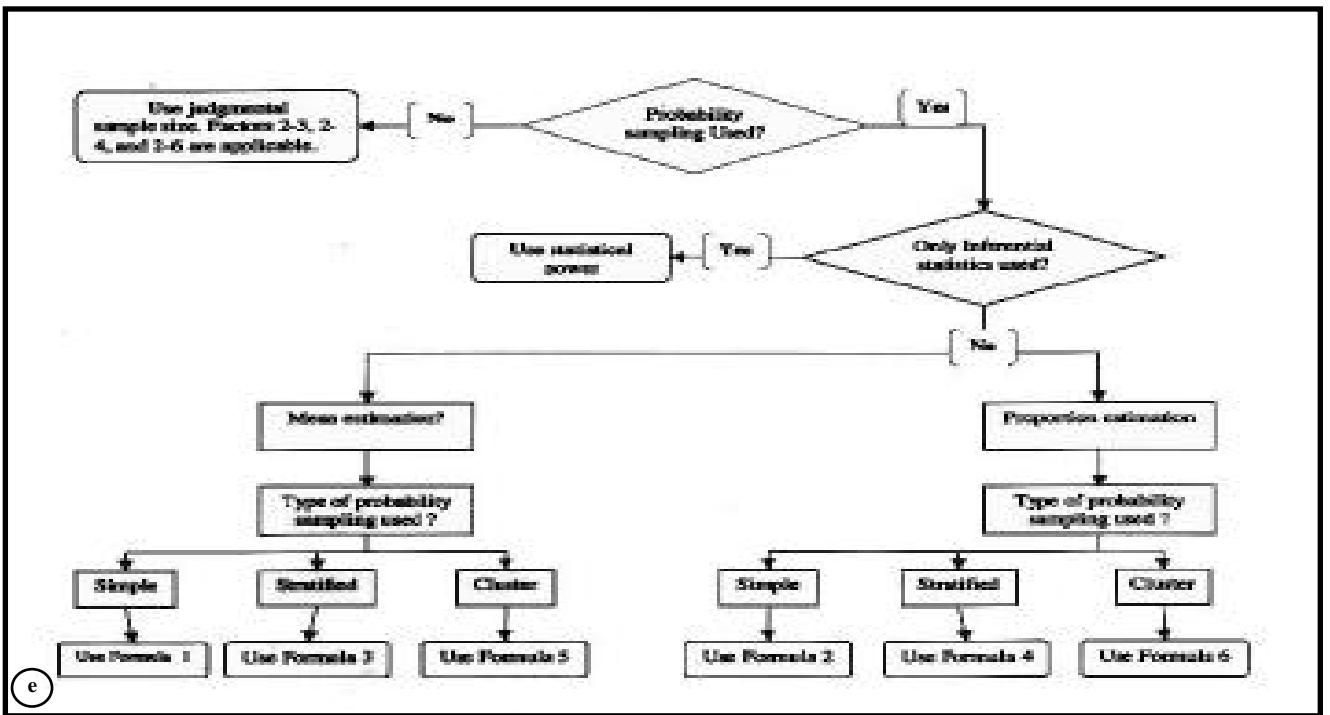 Use judgmental
sample size. Factors 2-3, 2-
4, and 2-6 are applicable.
No
Probability
sampling Used?
Yes
Use statistical
power
Yes
Only Inferential
statistics used?
No
Mean estimation?
Proportion estimation
Type of probability
sampling used ?
Type of probability
sampling used ?
Simple
Stratified
Cluster
Simple
Stratified
Cluster
Use Formula 1
Use Formula 3
Use Formula 5
Use Formula 2
Use Formula 4
Use Formula 6
e